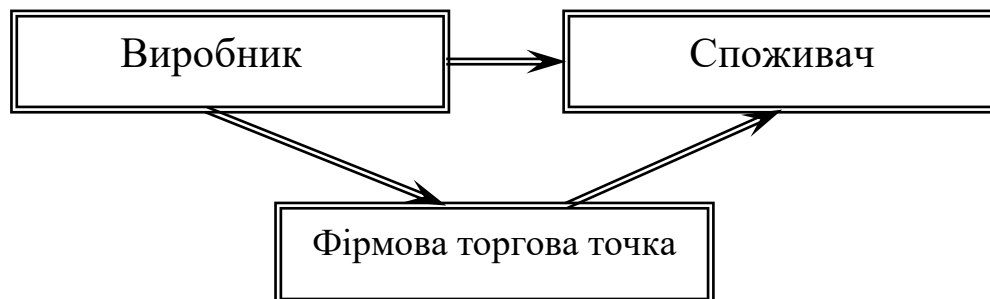 Виробник
Споживач
Фірмова торгова точка